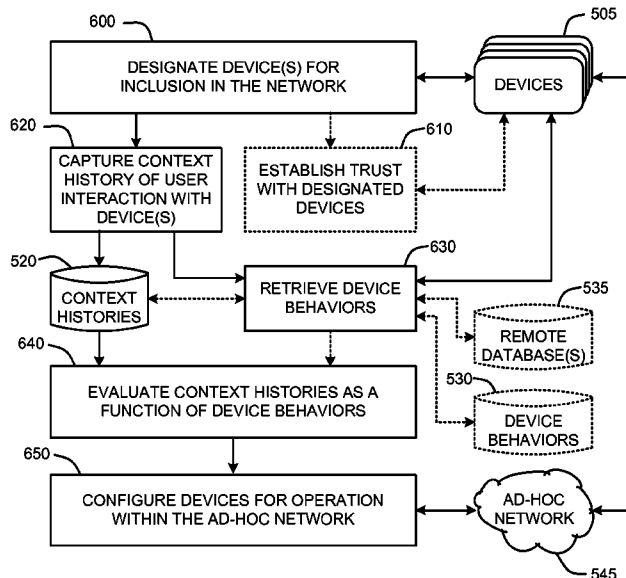 600
505
DESIGNATE DEVICE(S) FOR
INCLUSION IN THE NETWORK
DEVICES
620
610
CAPTURE CONTEXT
HISTORY OF USER
INTERACTION WITH
DEVICE(S)
ESTABLISH TRUST
WITH DESIGNATED
DEVICES
520
630
CONTEXT
HISTORIES
RETRIEVE DEVICE
BEHAVIORS
535
REMOTE
DATABASE(S)
640
530
EVALUATE CONTEXT HISTORIES AS A
FUNCTION OF DEVICE BEHAVIORS
DEVICE
BEHAVIORS
650
CONFIGURE DEVICES FOR OPERATION
WITHIN THE AD-HOC NETWORK
AD-HOC
NETWORK
545